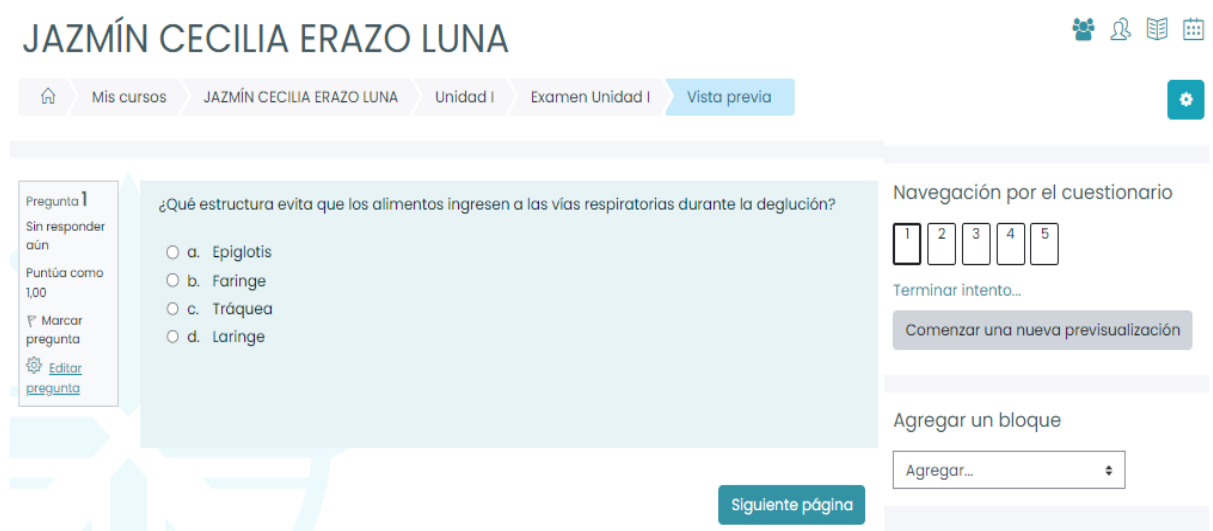 JAZMÍN CECILIA ERAZO LUNA
Mis cursos
JAZMÍN CECILIA ERAZO LUNA
Unidad I
Examen Unidad I
Vista previa
Pregunta 1
Sin responder
aún
Puntúa como
1,00
Marcar
pregunta
Editar
pregunta
¿Qué estructura evita que los alimentos ingresen a las vías respiratorias durante la deglución?
a. Epiglotis
b. Faringe
c. Tráquea
d. Laringe
Siguiente página
Navegación por el cuestionario
1 2 3 4 5
Terminar intento...
Comenzar una nueva previsualización
Agregar un bloque
Agregar...